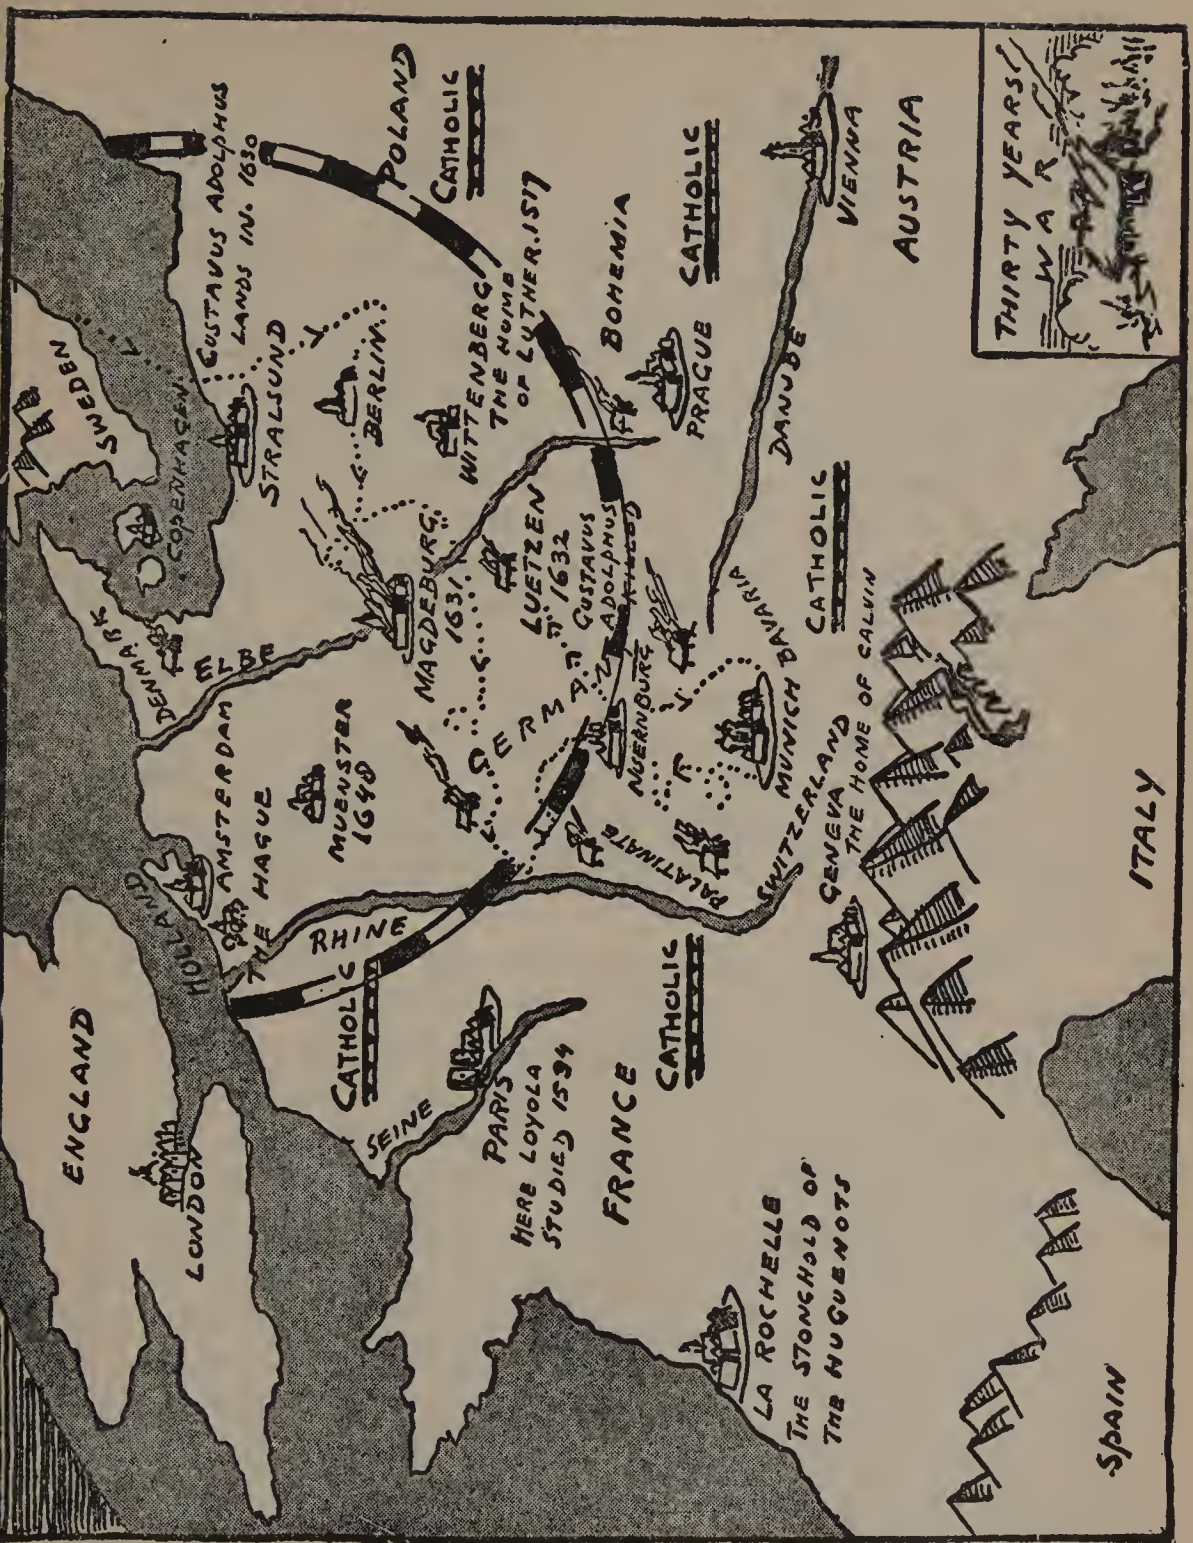 ENGLAND
LONDON
HOLLAND
AMSTERDAM
THE HAGUE
DENMARK
ELBE
SWEDEN
COPENHAGEN
GUSTAVUS ADOLPHUS
LANDS IN. 1630
STRALSUND
BERLIN
POLAND
CATHOLIC
WITTENBERG
THE HOME
OF LUTHER. 1517
MUENSTER
1648
MAGDEBURG
1631
RHINE
CATHOLIC
SEINE
PARIS
HERE LOYOLA
STUDIED
FRANCE
CATHOLIC
GERMANY
LUETZEN
1632
GUSTAVUS
ADOLPHUS
KILLED
BOHEMIA
PRAGUE
CATHOLIC
NUERNBURG
PALATINATE
MUNICH
BAVARIA
CATHOLIC
DANUBE
VIENNA
AUSTRIA
SWITZERLAND
GENEVA
THE HOME OF CALVIN
LA ROCHELLE
THE STONGHOLD OF
THE HUGUENOTS
SPAIN
ITALY
THIRTY YEARS
WAR